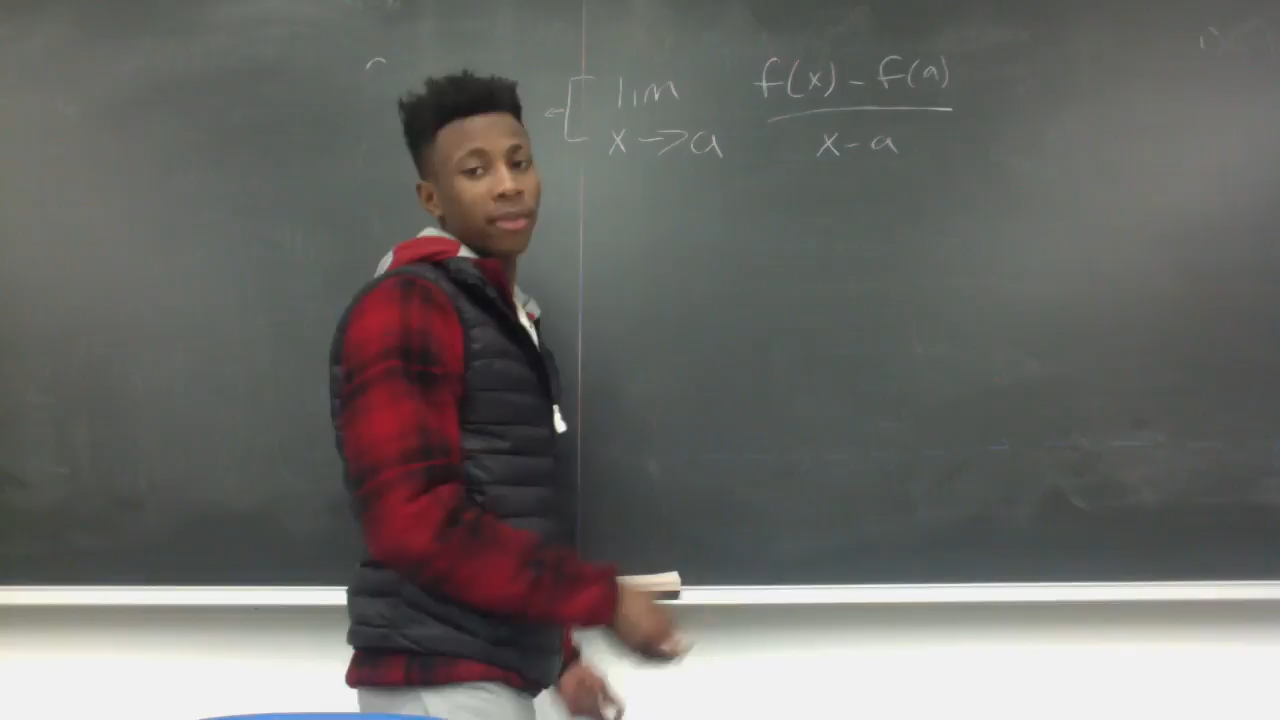 [ lim f(x) - f(a)
x->a x - a